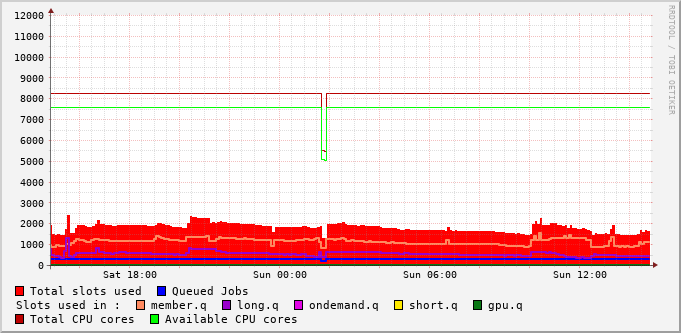 RRDTOOL / TOBI OETIKER
12000
11000
10000
9000
8000
7000
6000
5000
4000
3000
2000
1000
0
Sat 18:00 Sun 00:00 Sun 06:00 Sun 12:00
Total slots used Queued Jobs
Slots used in : member.q long.q ondemand.q short.q gpu.q
Total CPU cores Available CPU cores